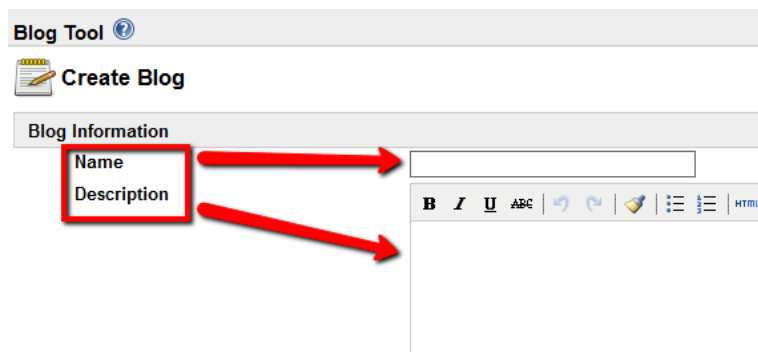 Blog Tool ?
Create Blog
Blog Information
Name
Description
B I U ABC HTML